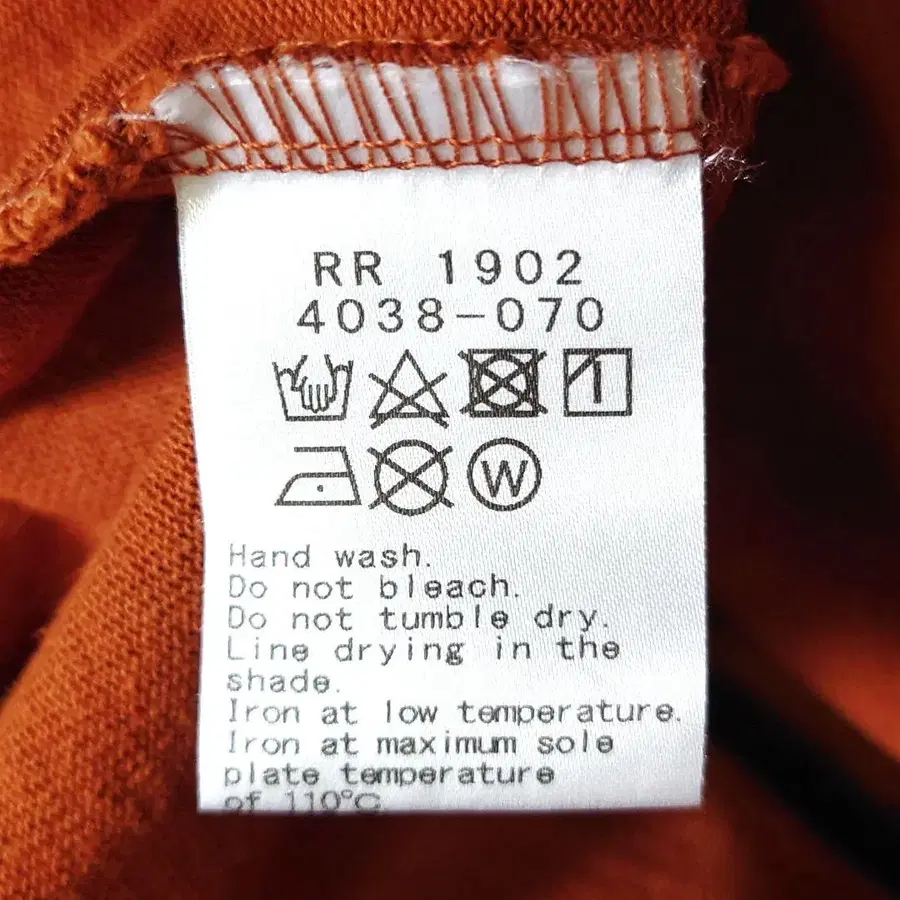 RR 1902
4038-070
W
Hand wash.
Do not bleach.
Do not tumble dry.
Line drying in the
shade.
Iron at low temperature.
Iron at maximum sole
plate temperature
of 110℃